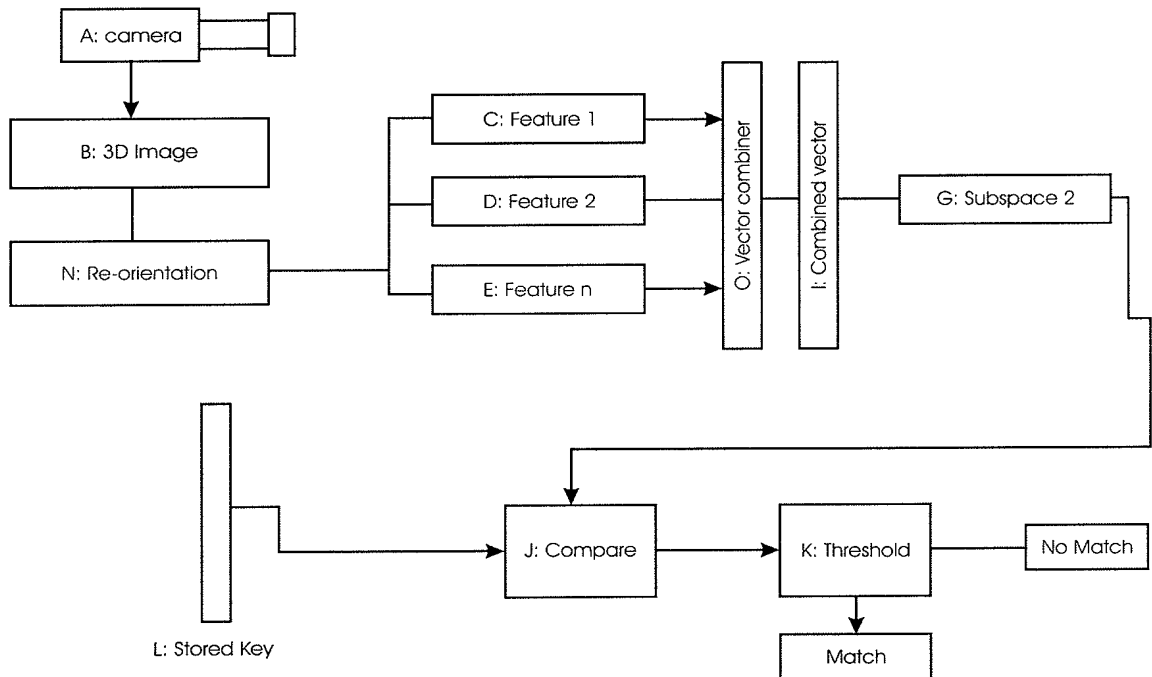 A: camera
B: 3D Image
N: Re-orientation
C: Feature 1
D: Feature 2
E: Feature n
O: Vector combiner
I: Combined vector
G: Subspace 2
L: Stored Key
J: Compare
K: Threshold
No Match
Match